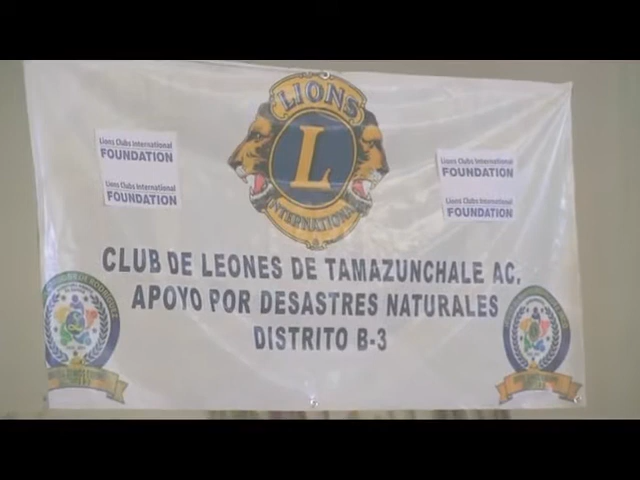 LIONS
L
INTERNATIONAL
Lions Clubs International
FOUNDATION
Lions Clubs International
FOUNDATION
Lions Clubs International
FOUNDATION
Lions Clubs International
FOUNDATION
CLUB DE LEONES DE TAMAZUNCHALE AC.
APOYO POR DESASTRES NATURALES
DISTRITO B-3